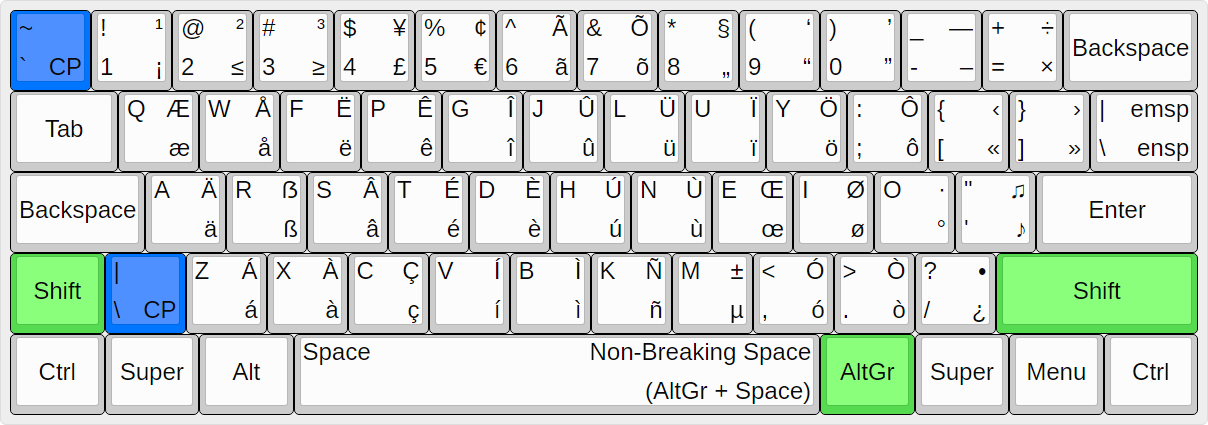 ~ ! ¹ @ ² # ³ $ ¥ % ¢ ^ Ã & Õ * § ( ‘ ) ’ _ — + ÷ Backspace
` CP 1 ¡ 2 ≤ 3 ≥ 4 £ 5 € 6 ã 7 õ 8 „ 9 “ 0 ” - – = ×
Tab Q Æ W Å F Ë P Ê G Î J Û L Ü U Ï Y Ö : Ô { ‹ } › | emsp
æ å ë ê î û ü ï ö ; ô [ « ] » \ ensp
Backspace A Ä R ẞ S Â T É D È H Ú N Ù E Œ I Ø O · " ♫ Enter
ä ß â é è ú ù œ ø ° ' ♪
Shift | Z Á X À C Ç V Í B Ì K Ñ M ± < Ó > Ò ? • Shift
\ CP á à ç í ì ñ µ , ó . ò / ¿
Ctrl Super Alt Space Non-Breaking Space AltGr Super Menu Ctrl
(AltGr + Space)